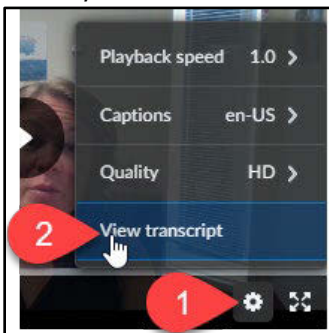 Playback speed 1.0 >
Captions en-US >
Quality HD >
2 View transcript
1